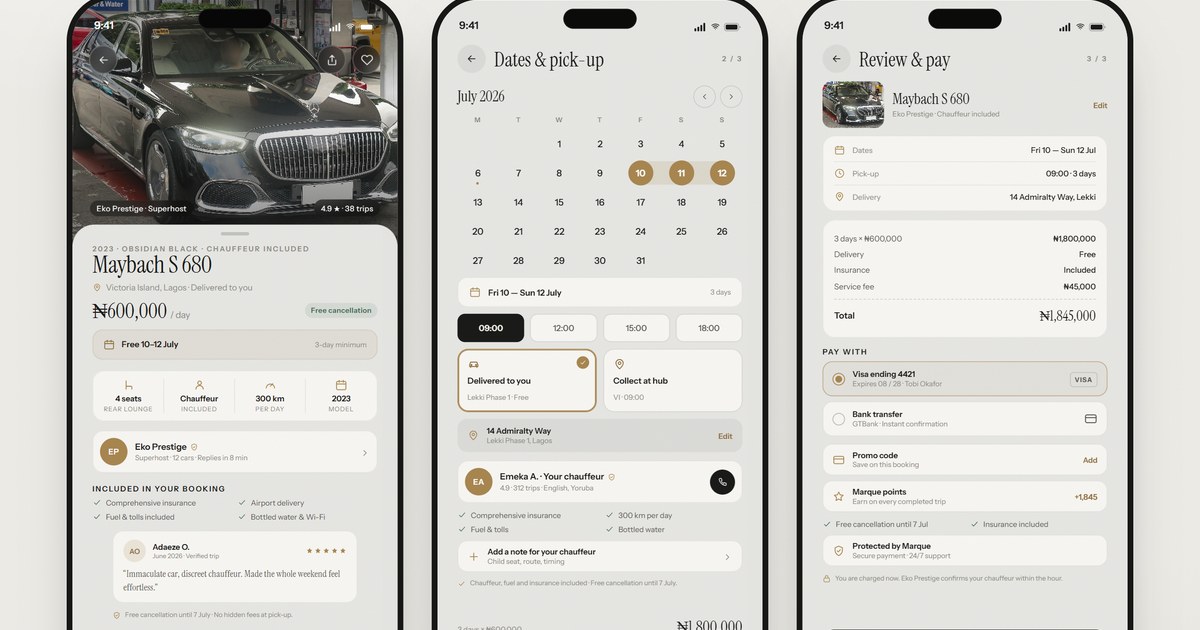 & Water
9:41
Eko Prestige · Superhost
4.9 ★ · 38 trips
2023 · OBSIDIAN BLACK · CHAUFFEUR INCLUDED
Maybach S 680
Victoria Island, Lagos · Delivered to you
₦600,000 / day
Free cancellation
Free 10–12 July
3-day minimum
4 seats
REAR LOUNGE
Chauffeur
INCLUDED
300 km
PER DAY
2023
MODEL
EP
Eko Prestige
Superhost · 12 cars · Replies in 8 min
INCLUDED IN YOUR BOOKING
Comprehensive insurance
Airport delivery
Fuel & tolls included
Bottled water & Wi-Fi
AO
Adaeze O.
June 2026 · Verified trip
★ ★ ★ ★ ★
"Immaculate car, discreet chauffeur. Made the whole weekend feel
effortless."
Free cancellation until 7 July · No hidden fees at pick-up.
9:41
Dates & pick-up
2 / 3
July 2026
M T W T F S S
1 2 3 4 5
6 7 8 9 10 11 12
13 14 15 16 17 18 19
20 21 22 23 24 25 26
27 28 29 30 31
Fri 10 — Sun 12 July
3 days
09:00
12:00
15:00
18:00
Delivered to you
Lekki Phase 1 · Free
Collect at hub
VI · 09:00
14 Admiralty Way
Lekki Phase 1, Lagos
Edit
EA
Emeka A. · Your chauffeur
4.9 · 312 trips · English, Yoruba
Comprehensive insurance
300 km per day
Fuel & tolls
Bottled water
Add a note for your chauffeur
Child seat, route, timing
Chauffeur, fuel and insurance included · Free cancellation until 7 July.
3 days × ₦600,000
₦1,800,000
9:41
Review & pay
3 / 3
Maybach S 680
Eko Prestige · Chauffeur included
Edit
Dates
Fri 10 — Sun 12 Jul
Pick-up
09:00 · 3 days
Delivery
14 Admiralty Way, Lekki
3 days × ₦600,000
₦1,800,000
Delivery
Free
Insurance
Included
Service fee
₦45,000
Total
₦1,845,000
PAY WITH
Visa ending 4421
Expires 08 / 28 · Tobi Okafor
VISA
Bank transfer
GTBank · Instant confirmation
Promo code
Save on this booking
Add
Marque points
Earn on every completed trip
+1,845
Free cancellation until 7 Jul
Insurance included
Protected by Marque
Secure payment · 24/7 support
You are charged now. Eko Prestige confirms your chauffeur within the hour.